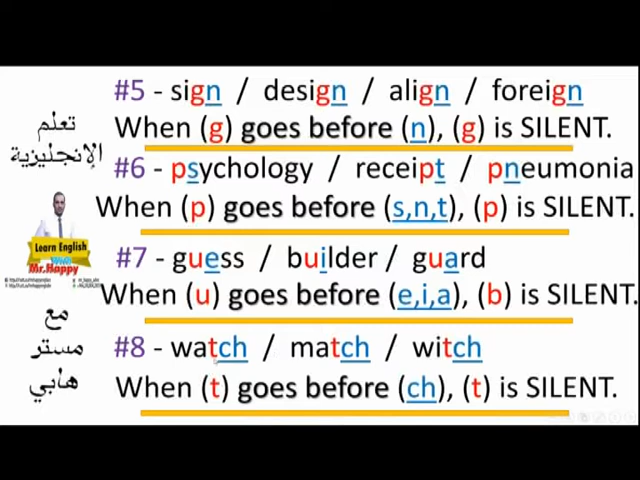 #5 - sign / design / align / foreign
When (g) goes before (n), (g) is SILENT.
#6 - psychology / receipt / pneumonia
When (p) goes before (s,n,t), (p) is SILENT.
#7 - guess / builder / guard
When (u) goes before (e,i,a), (b) is SILENT.
#8 - watch / match / witch
When (t) goes before (ch), (t) is SILENT.
تعلم
الإنجليزية
Learn English
With
Mr.Happy
مع
مستر
هابي